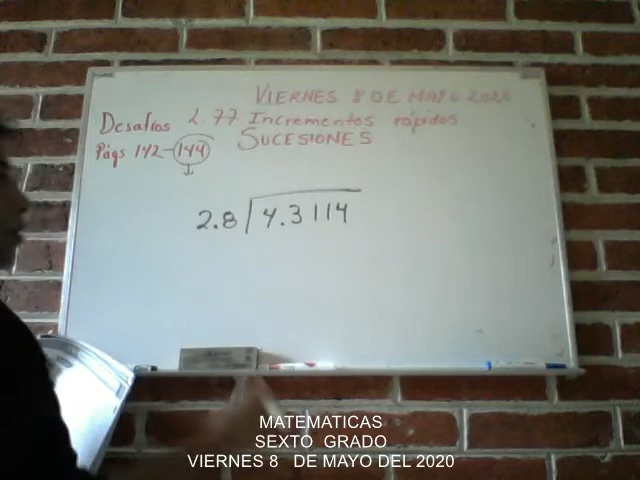 VIERNES 8 DE MAYO 2020
Desafíos L.77 Incrementos rápidos
Págs 142-144 SUCESIONES
2.8 4.3114
MATEMATICAS
SEXTO GRADO
VIERNES 8 DE MAYO DEL 2020